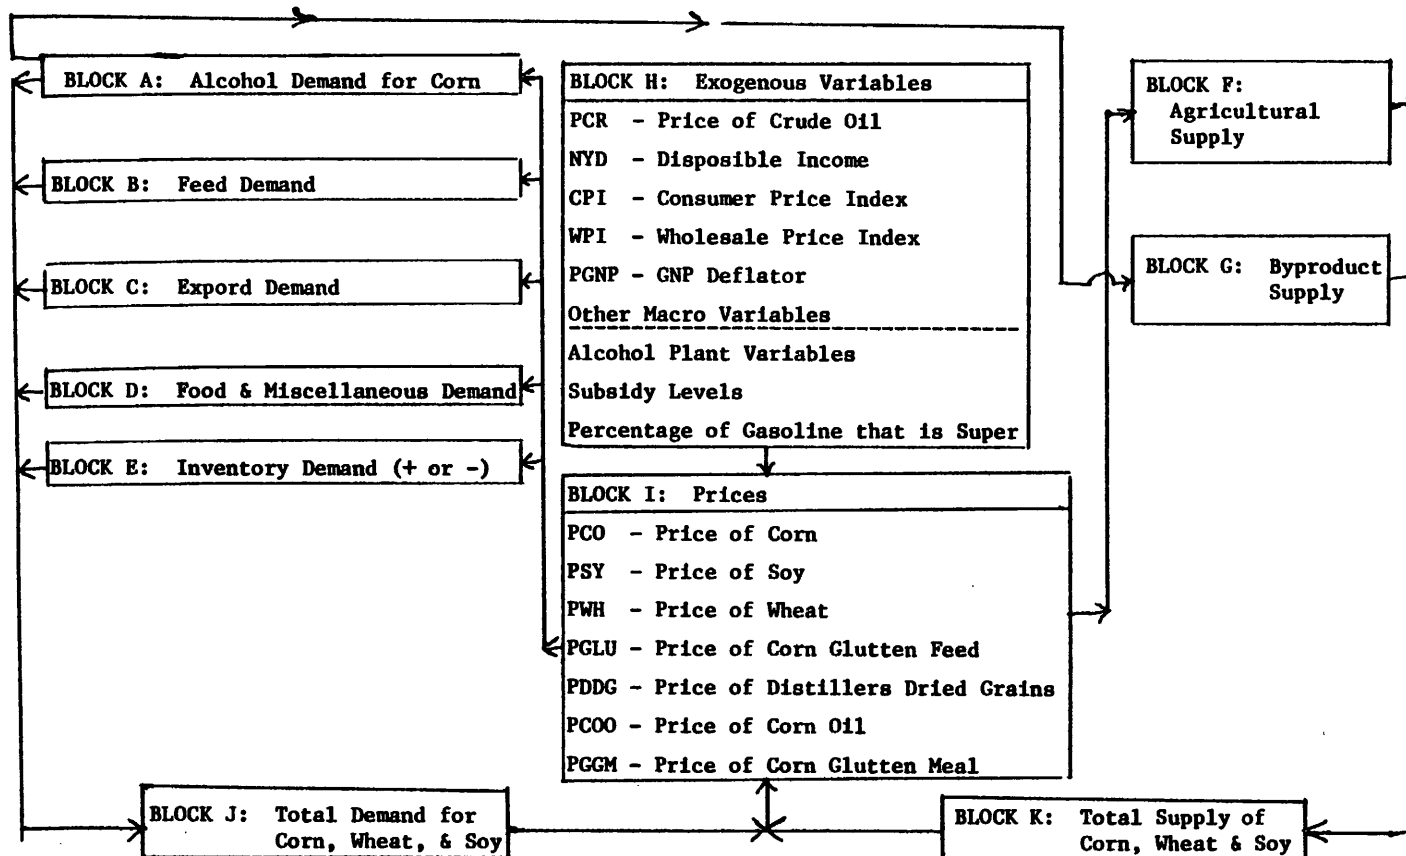 BLOCK A: Alcohol Demand for Corn
BLOCK B: Feed Demand
BLOCK C: Expord Demand
BLOCK D: Food & Miscellaneous Demand
BLOCK E: Inventory Demand (+ or -)
BLOCK H: Exogenous Variables
PCR - Price of Crude Oil
NYD - Disposible Income
CPI - Consumer Price Index
WPI - Wholesale Price Index
PGNP - GNP Deflator
Other Macro Variables
Alcohol Plant Variables
Subsidy Levels
Percentage of Gasoline that is Super
BLOCK I: Prices
PCO - Price of Corn
PSY - Price of Soy
PWH - Price of Wheat
PGLU - Price of Corn Glutten Feed
PDDG - Price of Distillers Dried Grains
PCOO - Price of Corn Oil
PGGM - Price of Corn Glutten Meal
BLOCK F:
Agricultural
Supply
BLOCK G: Byproduct
Supply
BLOCK J: Total Demand for
Corn, Wheat, & Soy
BLOCK K: Total Supply of
Corn, Wheat & Soy